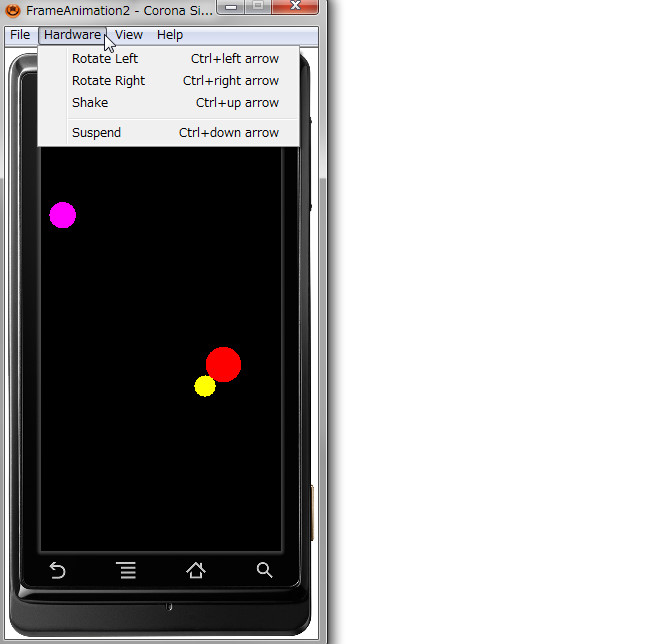 FrameAnimation2 - Corona Si...
File Hardware View Help
Rotate Left Ctrl+left arrow
Rotate Right Ctrl+right arrow
Shake Ctrl+up arrow
Suspend Ctrl+down arrow